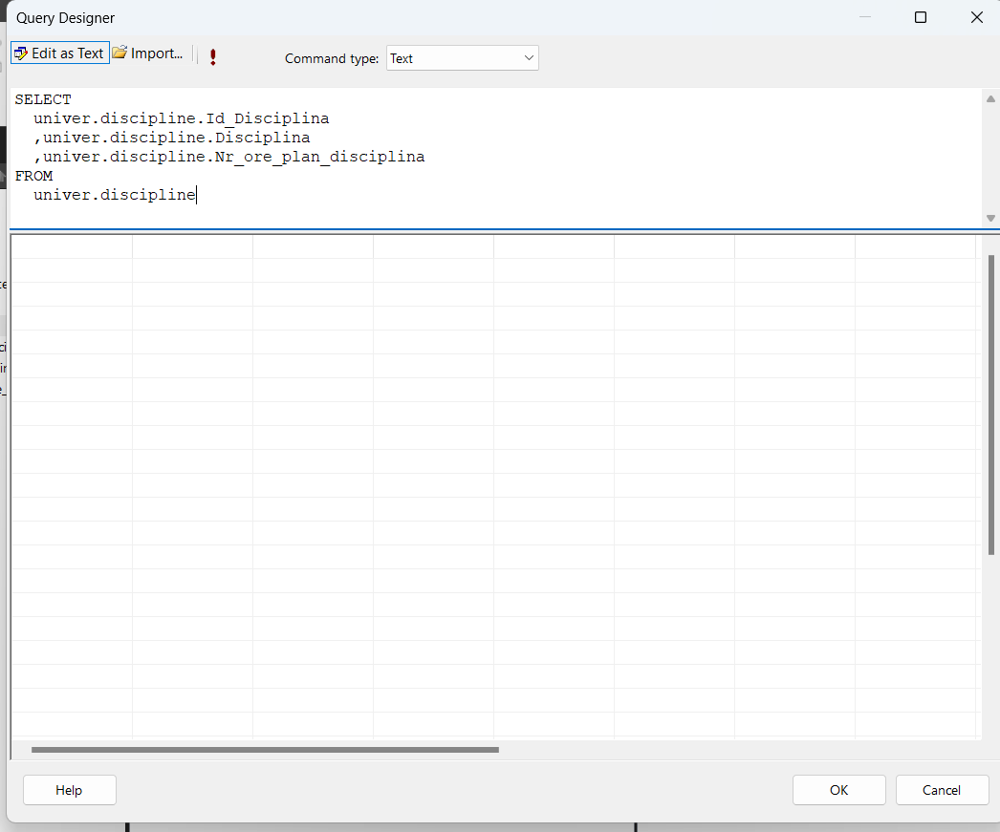 Query Designer
Edit as Text Import... Command type: Text
SELECT
univer.discipline.Id_Disciplina
,univer.discipline.Disciplina
,univer.discipline.Nr_ore_plan_disciplina
FROM
univer.discipline
Help OK Cancel